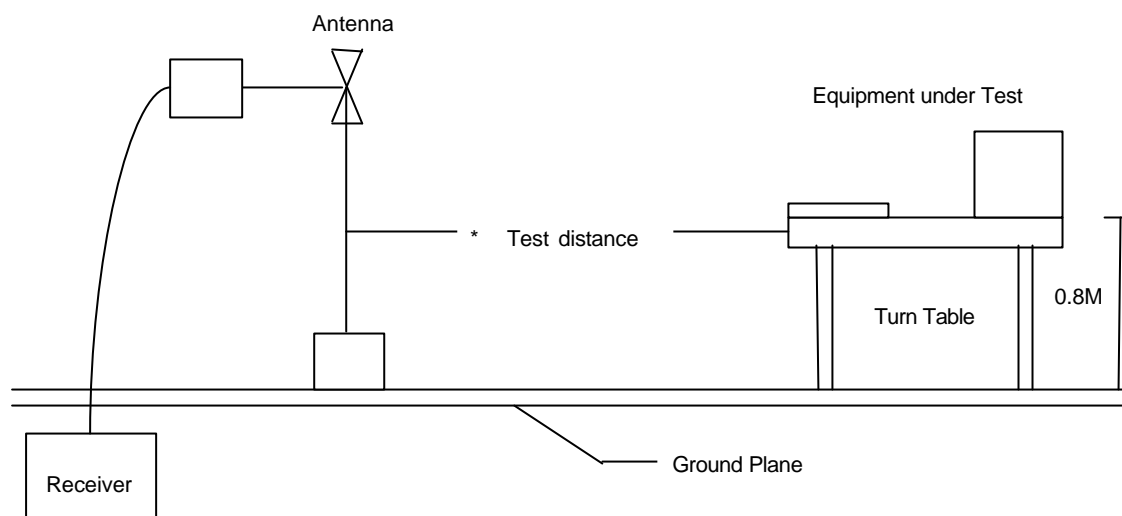 Antenna
Equipment under Test
* Test distance
0.8M
Turn Table
Ground Plane
Receiver